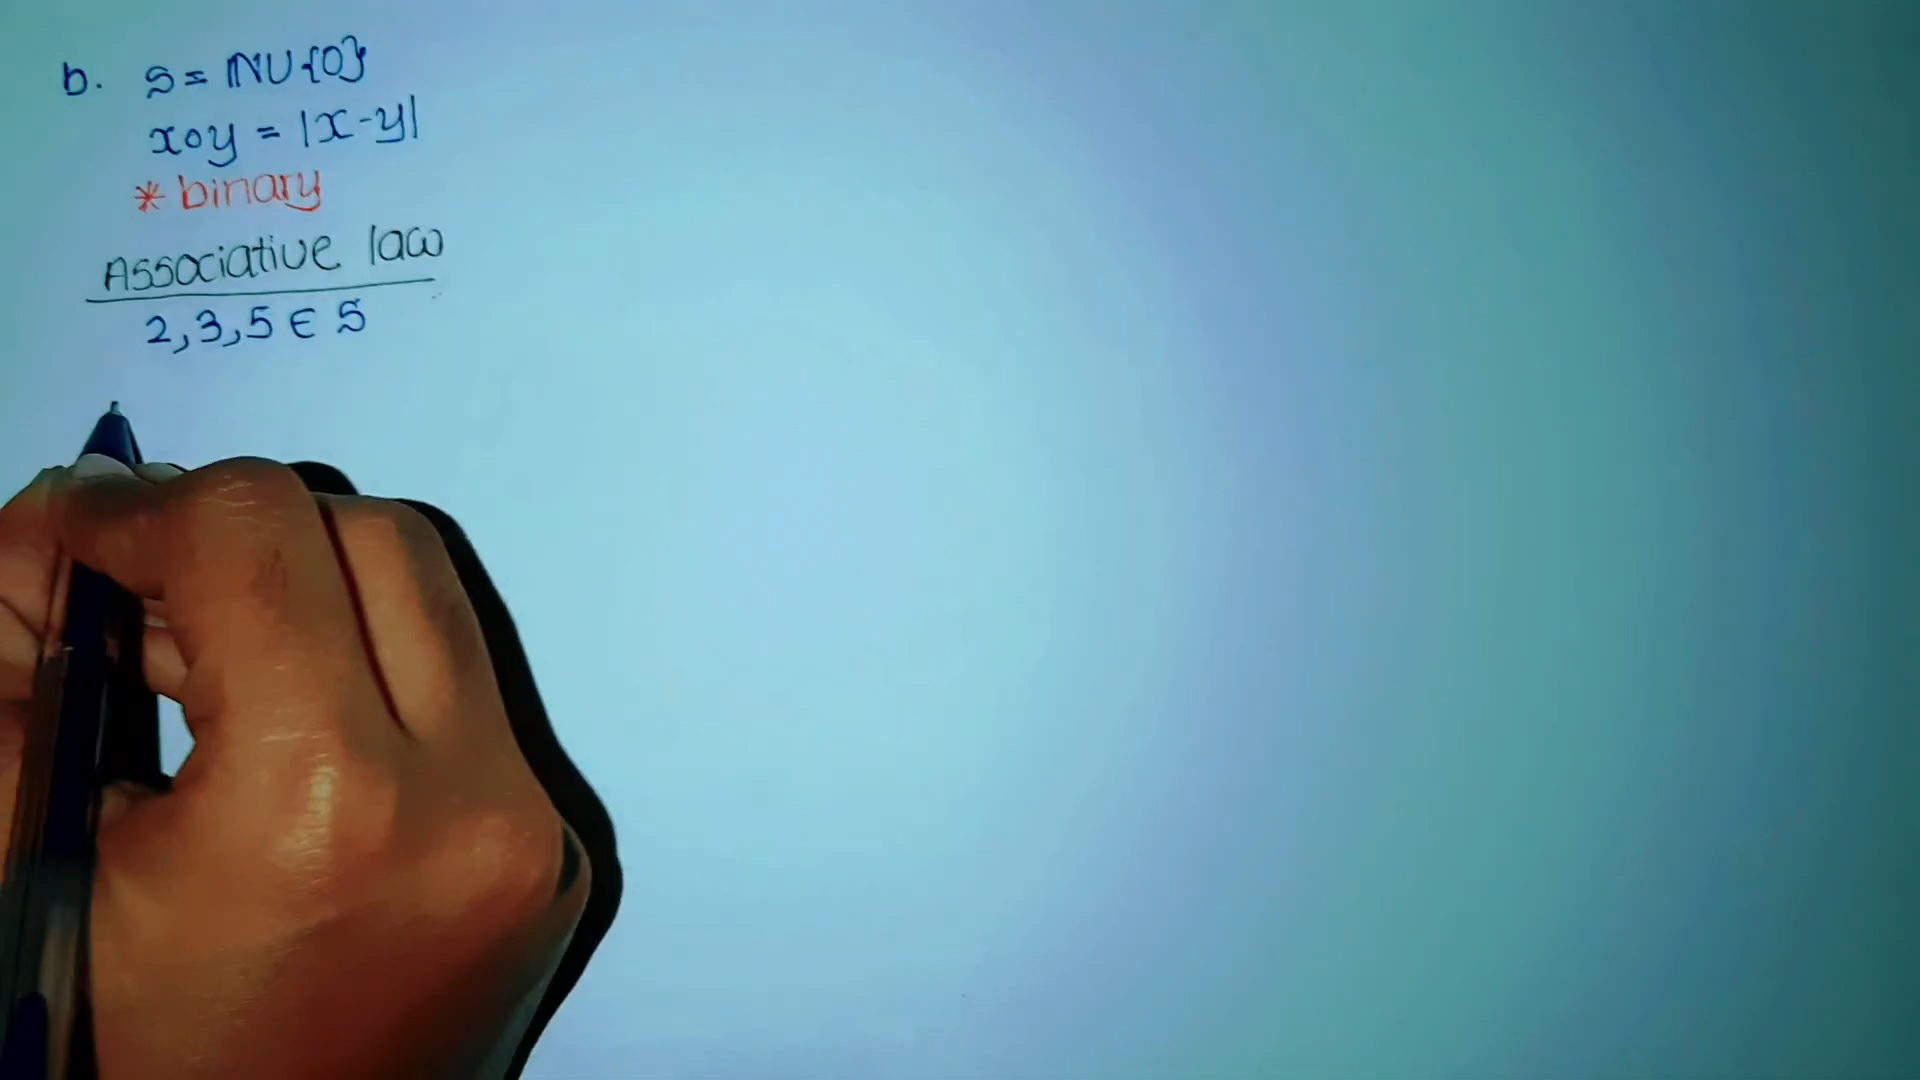 b. S = ℕ∪{0}
x∘y = |x-y|
* binary
Associative law
2,3,5 ∈ S